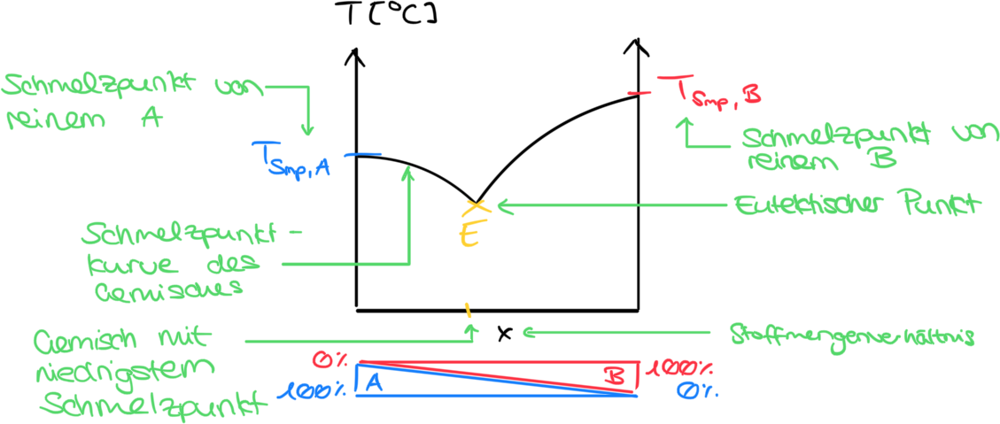 T [°C]
Schmelzpunkt von
reinem A
T Smp, A
T Smp, B
Schmelzpunkt von
reinem B
Eutektischer Punkt
E
Schmelzpunkt-
kurve des
Gemisches
x
Stoffmengenverhältnis
Gemisch mit
niedrigstem
Schmelzpunkt
0%
100%
A
B
100%
0%